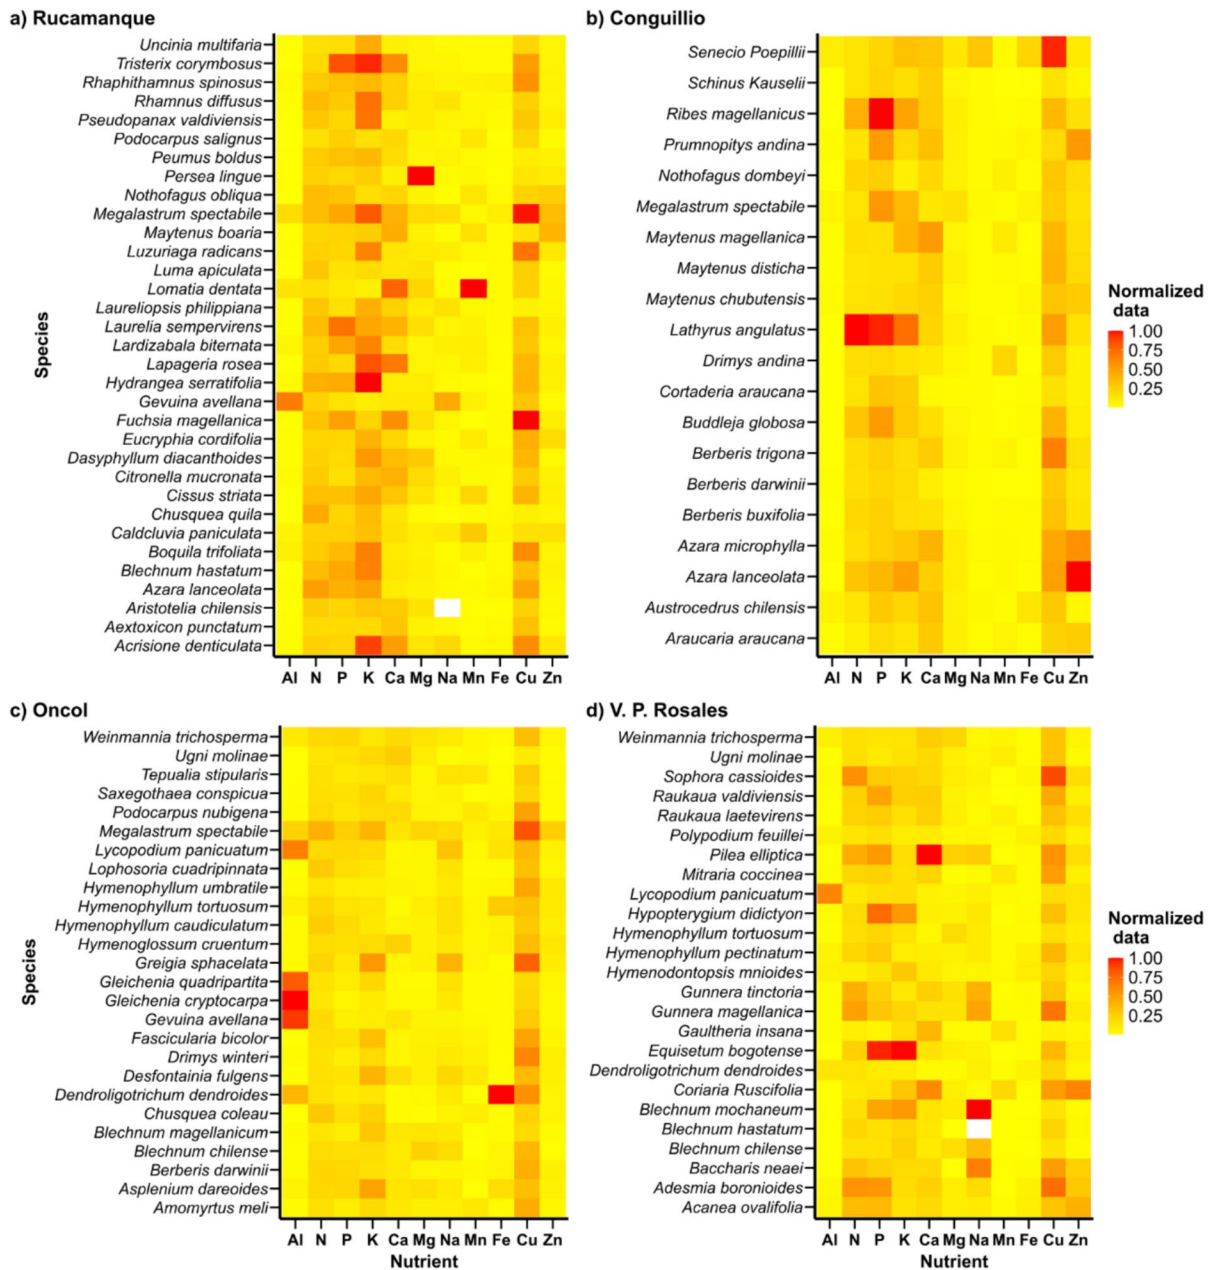 a) Rucamanque
Uncinia multifaria
Tristerix corymbosus
Rhaphithamnus spinosus
Rhamnus diffusus
Pseudopanax valdiviensis
Podocarpus salignus
Peumus boldus
Persea lingue
Nothofagus obliqua
Megalastrum spectabile
Maytenus boaria
Luzuriaga radicans
Luma apiculata
Lomatia dentata
Laureliopsis philippiana
Laurelia sempervirens
Lardizabala biternata
Lapageria rosea
Hydrangea serratifolia
Gevuina avellana
Fuchsia magellanica
Eucryphia cordifolia
Dasyphyllum diacanthoides
Citronella mucronata
Cissus striata
Chusquea quila
Caldcluvia paniculata
Boquila trifoliata
Blechnum hastatum
Azara lanceolata
Aristotelia chilensis
Aextoxicon punctatum
Acrisione denticulata
Species
Al N P K Ca Mg Na Mn Fe Cu Zn
b) Conguillio
Senecio Poepillii
Schinus Kauselii
Ribes magellanicus
Prumnopitys andina
Nothofagus dombeyi
Megalastrum spectabile
Maytenus magellanica
Maytenus disticha
Maytenus chubutensis
Lathyrus angulatus
Drimys andina
Cortaderia araucana
Buddleja globosa
Berberis trigona
Berberis darwinii
Berberis buxifolia
Azara microphylla
Azara lanceolata
Austrocedrus chilensis
Araucaria araucana
Al N P K Ca Mg Na Mn Fe Cu Zn
Normalized
data
1.00
0.75
0.50
0.25
c) Oncol
Weinmannia trichosperma
Ugni molinae
Tepualia stipularis
Saxegothaea conspicua
Podocarpus nubigena
Megalastrum spectabile
Lycopodium panicuatum
Lophosoria cuadripinnata
Hymenophyllum umbratile
Hymenophyllum tortuosum
Hymenophyllum caudiculatum
Hymenoglossum cruentum
Greigia sphacelata
Gleichenia quadripartita
Gleichenia cryptocarpa
Gevuina avellana
Fascicularia bicolor
Drimys winteri
Desfontainia fulgens
Dendroligotrichum dendroides
Chusquea coleau
Blechnum magellanicum
Blechnum chilense
Berberis darwinii
Asplenium dareoides
Amomyrtus meli
Species
Al N P K Ca Mg Na Mn Fe Cu Zn
Nutrient
d) V. P. Rosales
Weinmannia trichosperma
Ugni molinae
Sophora cassioides
Raukaua valdiviensis
Raukaua laetevirens
Polypodium feuillei
Pilea elliptica
Mitraria coccinea
Lycopodium panicuatum
Hypopterygium didictyon
Hymenophyllum tortuosum
Hymenophyllum pectinatum
Hymenodontopsis mnioides
Gunnera tinctoria
Gunnera magellanica
Gaultheria insana
Equisetum bogotense
Dendroligotrichum dendroides
Coriaria Ruscifolia
Blechnum mochaneum
Blechnum hastatum
Blechnum chilense
Baccharis neaei
Adesmia boronioides
Acanea ovalifolia
Al N P K Ca Mg Na Mn Fe Cu Zn
Nutrient
Normalized
data
1.00
0.75
0.50
0.25